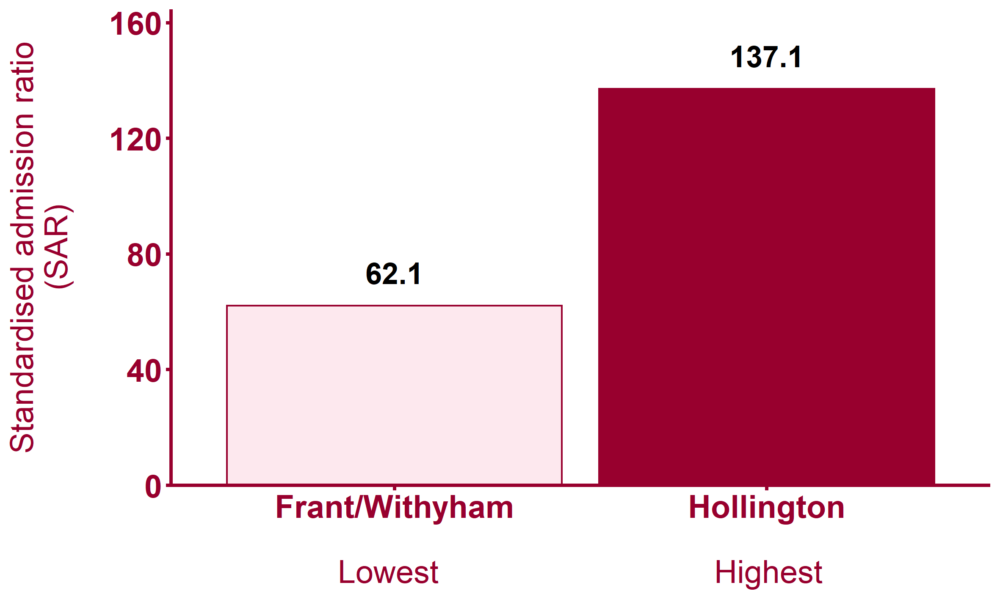 Standardised admission ratio
(SAR)
160
120
80
40
0
62.1
137.1
Frant/Withyham
Hollington
Lowest
Highest